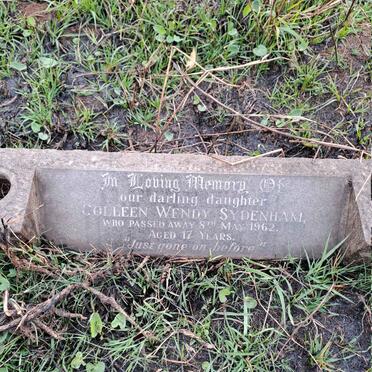 In Loving Memory Of
our darling daughter
COLLEEN WENDY SYDENHAM,
WHO PASSED AWAY 8TH MAY 1962.
AGED 17 YEARS.
"Just gone on before"